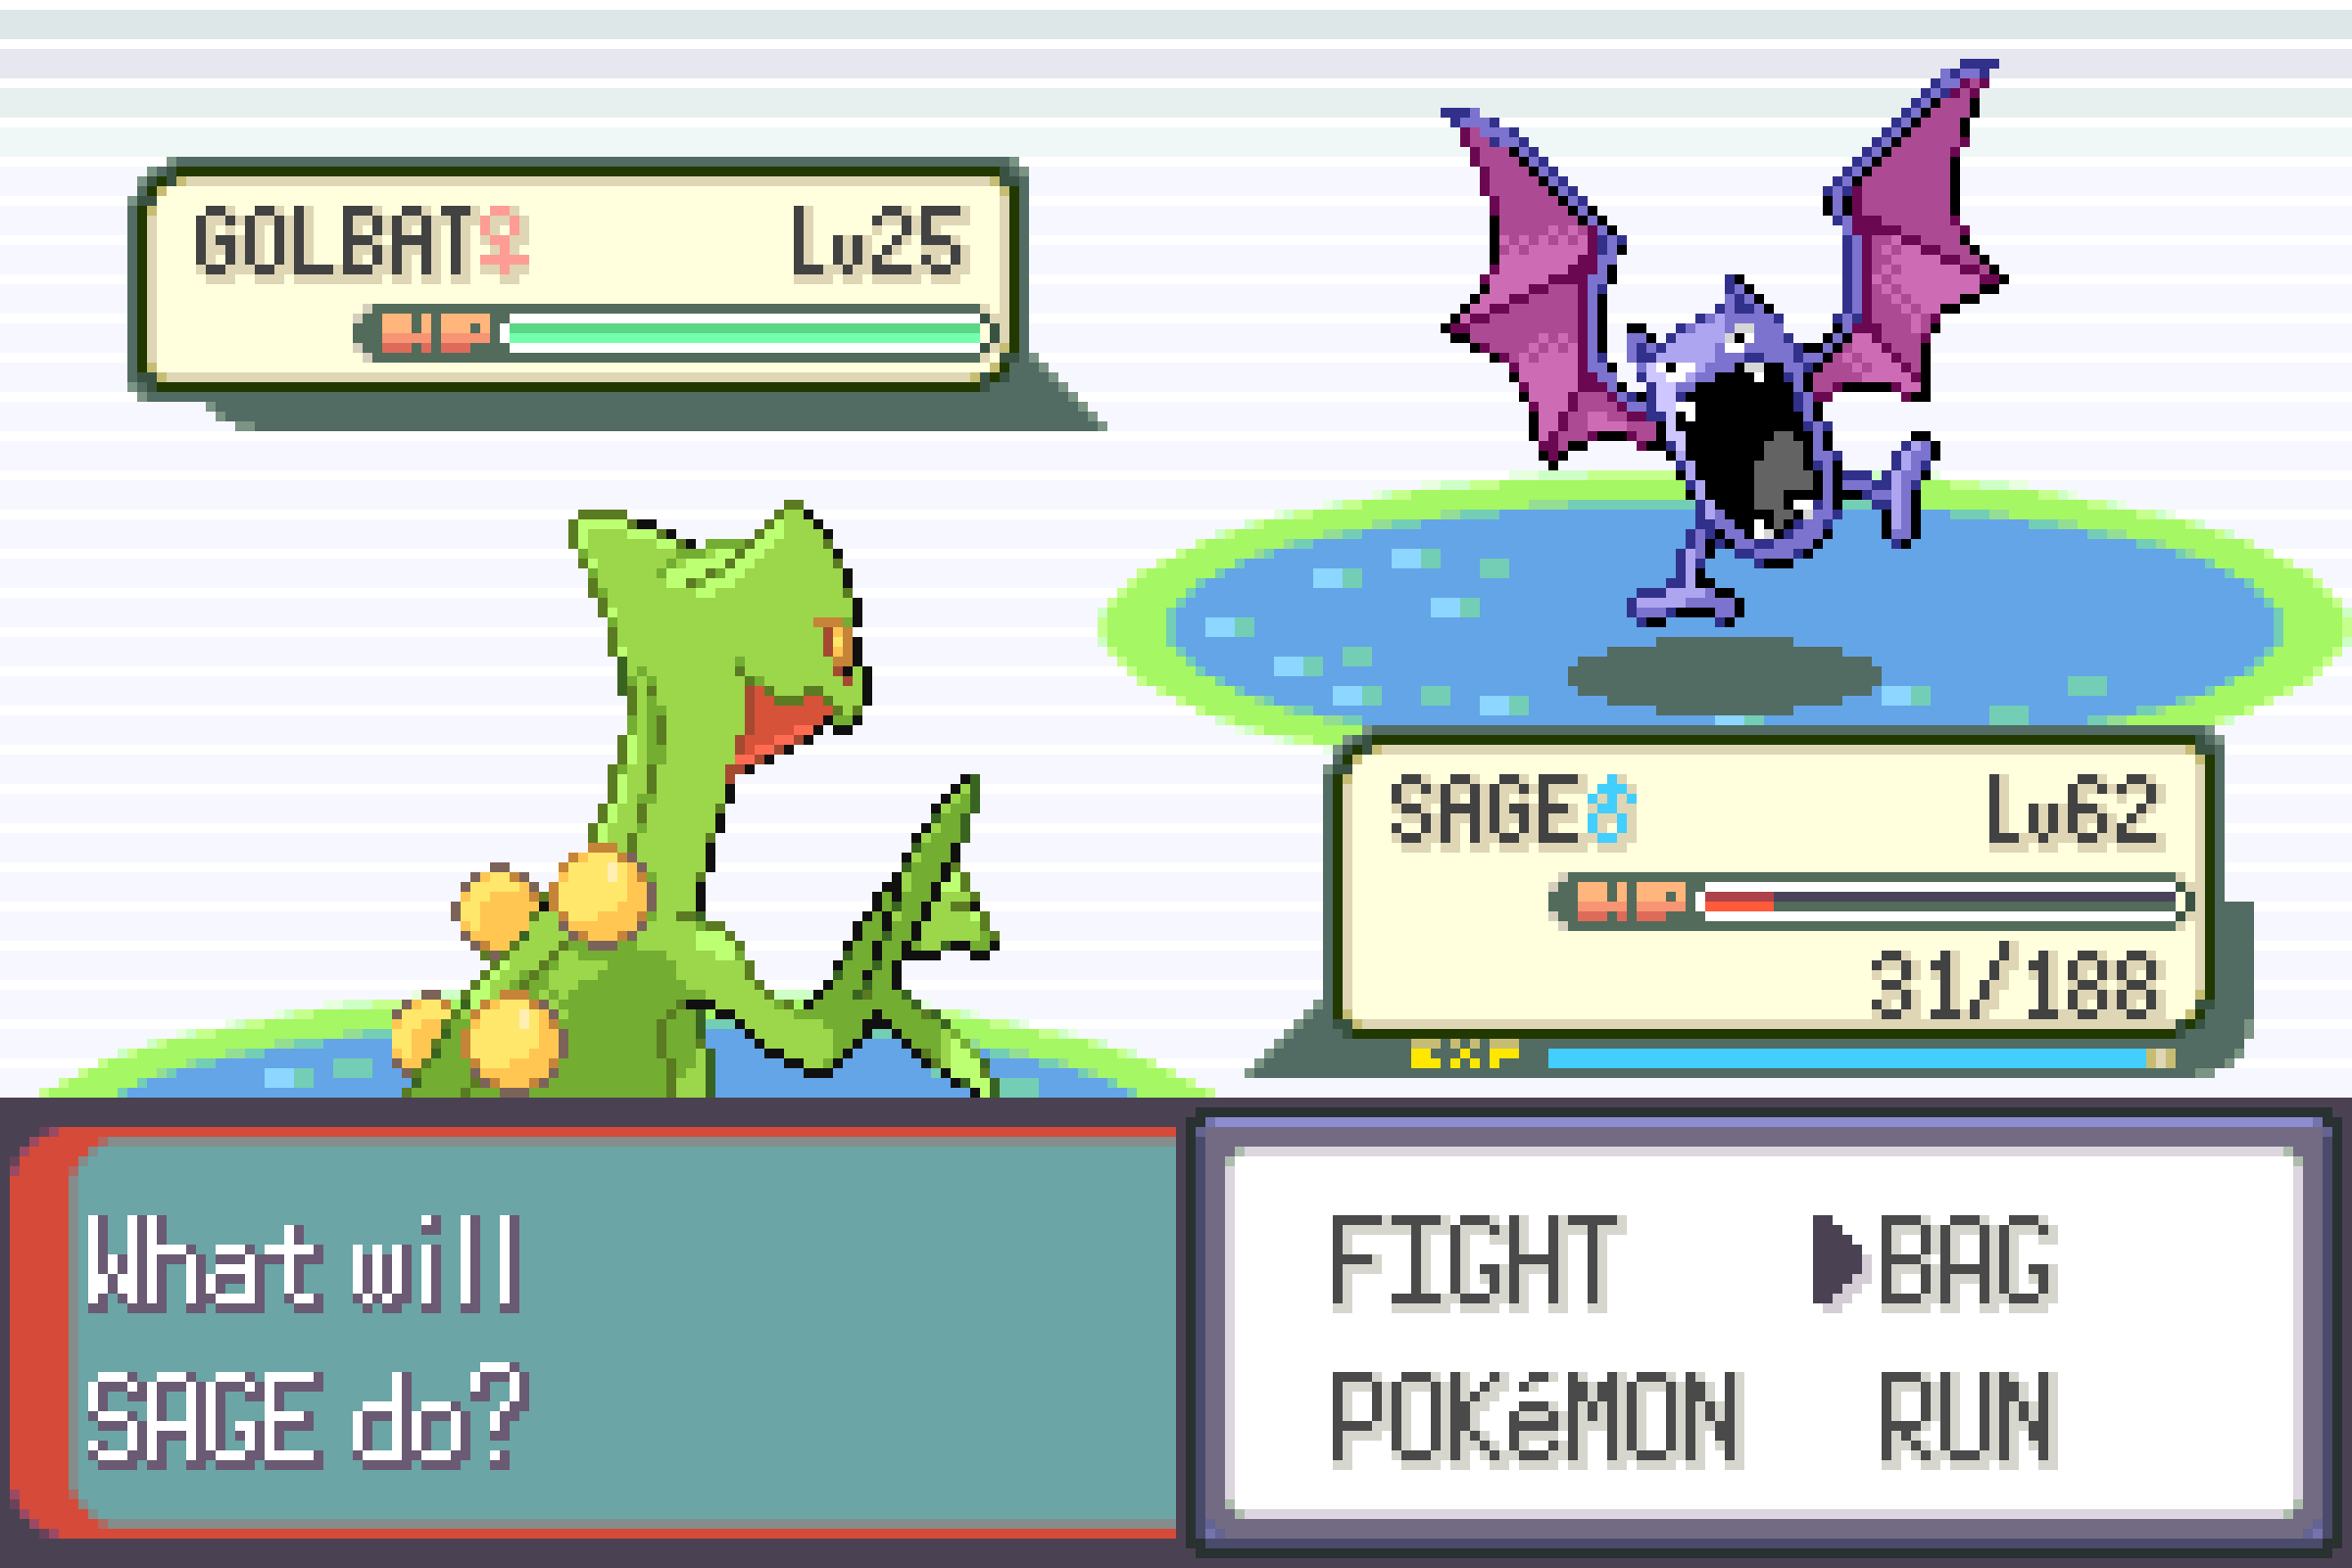 GOLBAT♀ Lv25
HP
SAGE♂ Lv62
HP
31/188
EXP
What will
SAGE do?
FIGHT ▶BAG
POKéMON RUN